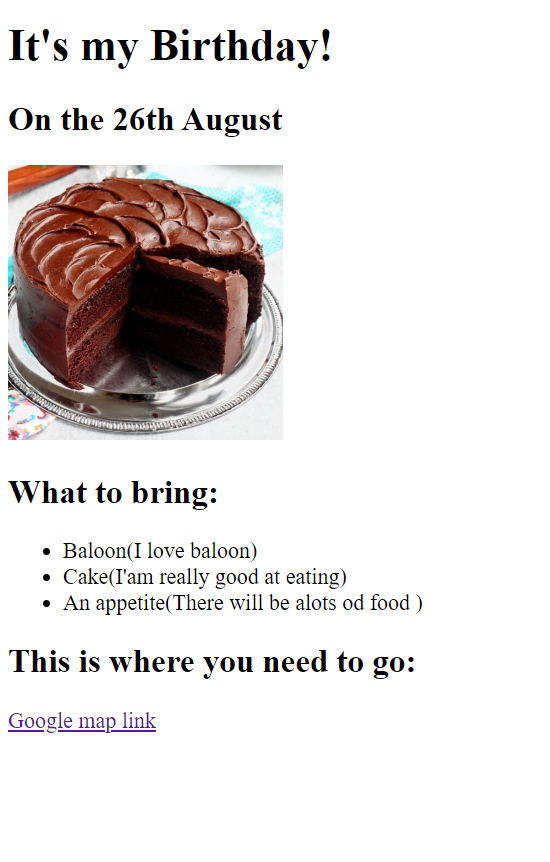 It's my Birthday!
On the 26th August
What to bring:
Baloon(I love baloon)
Cake(I'am really good at eating)
An appetite(There will be alots od food )
This is where you need to go:
Google map link